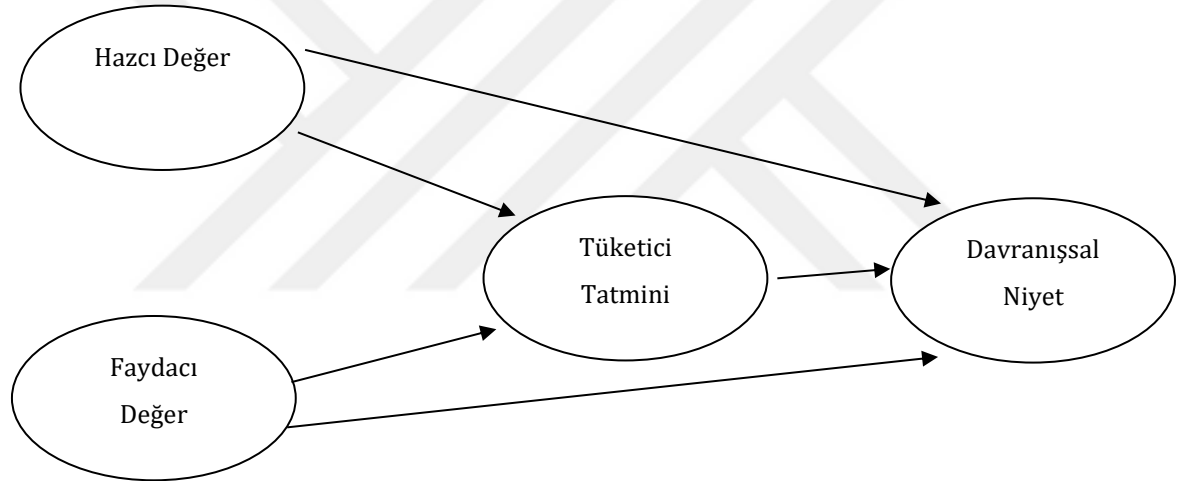 Hazcı Değer
Tüketici
Tatmini
Davranışsal
Niyet
Faydacı
Değer